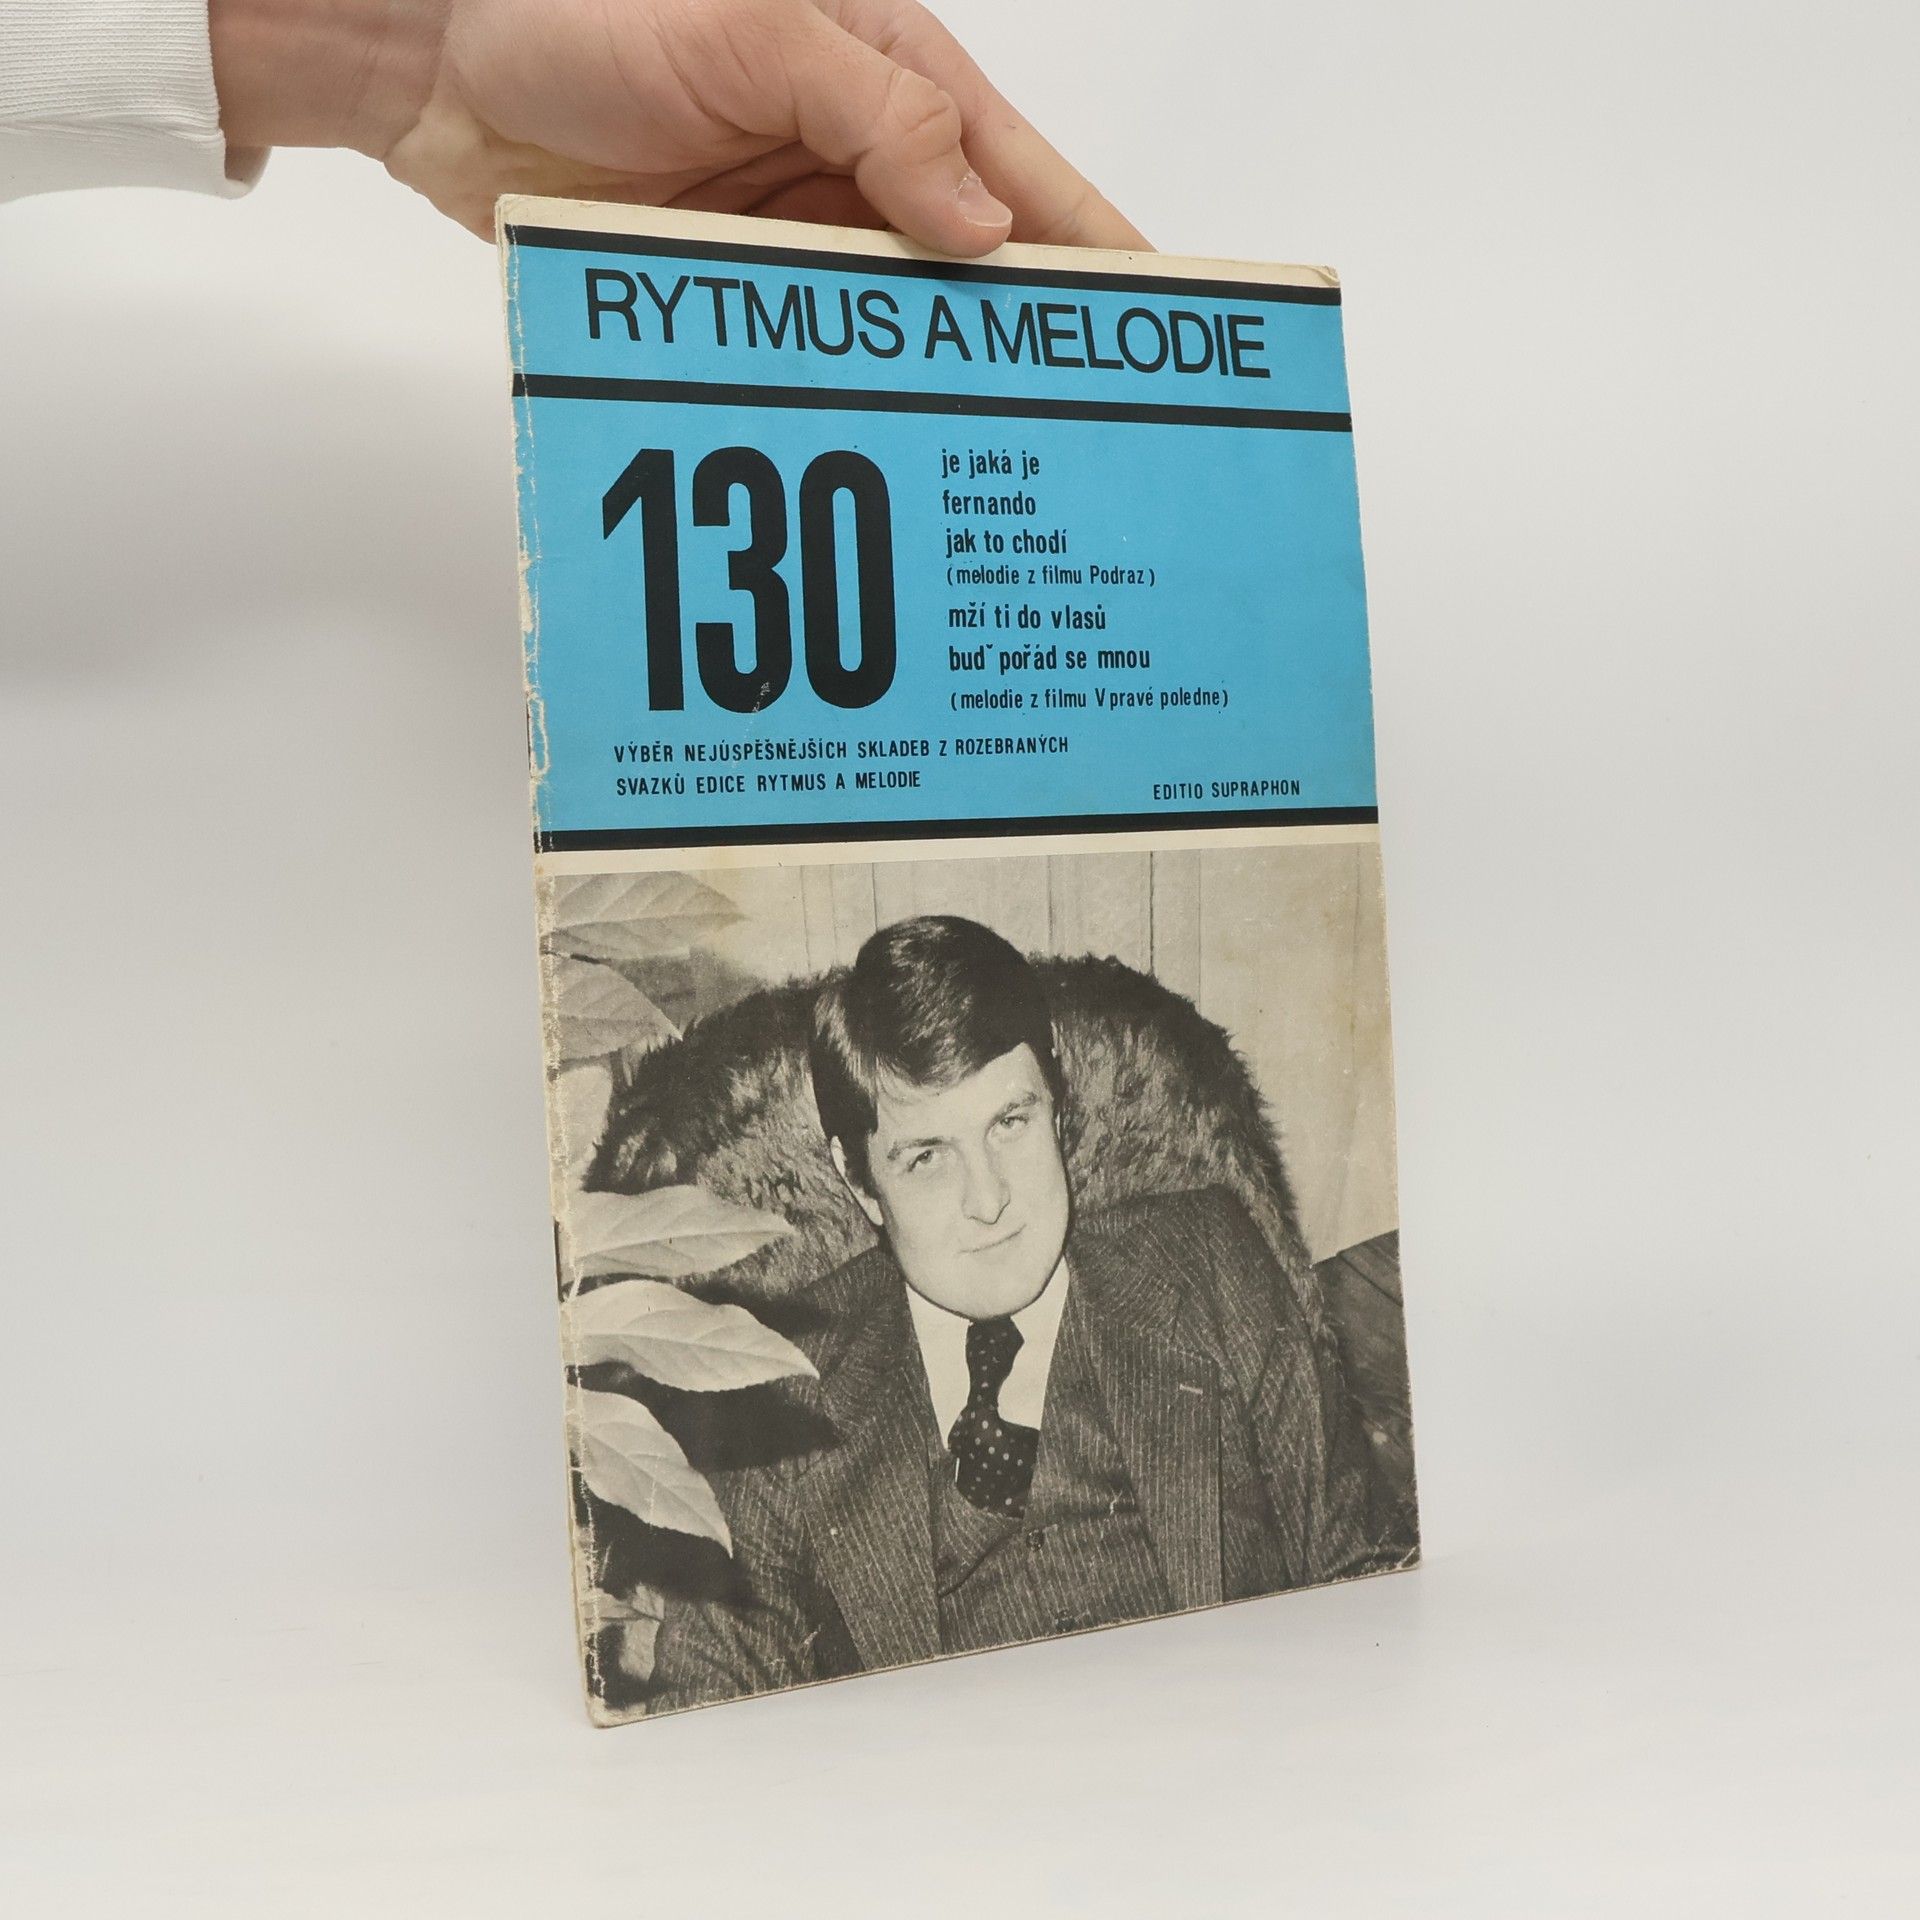 RYTMUS A MELODIE
130
je jaká je
fernando
jak to chodí
(melodie z filmu Podraz)
mží ti do vlasů
buď pořád se mnou
(melodie z filmu V pravé poledne)
VÝBĚR NEJÚSPĚŠNĚJŠÍCH SKLADEB Z ROZEBRANÝCH
SVAZKŮ EDICE RYTMUS A MELODIE
EDITIO SUPRAPHON